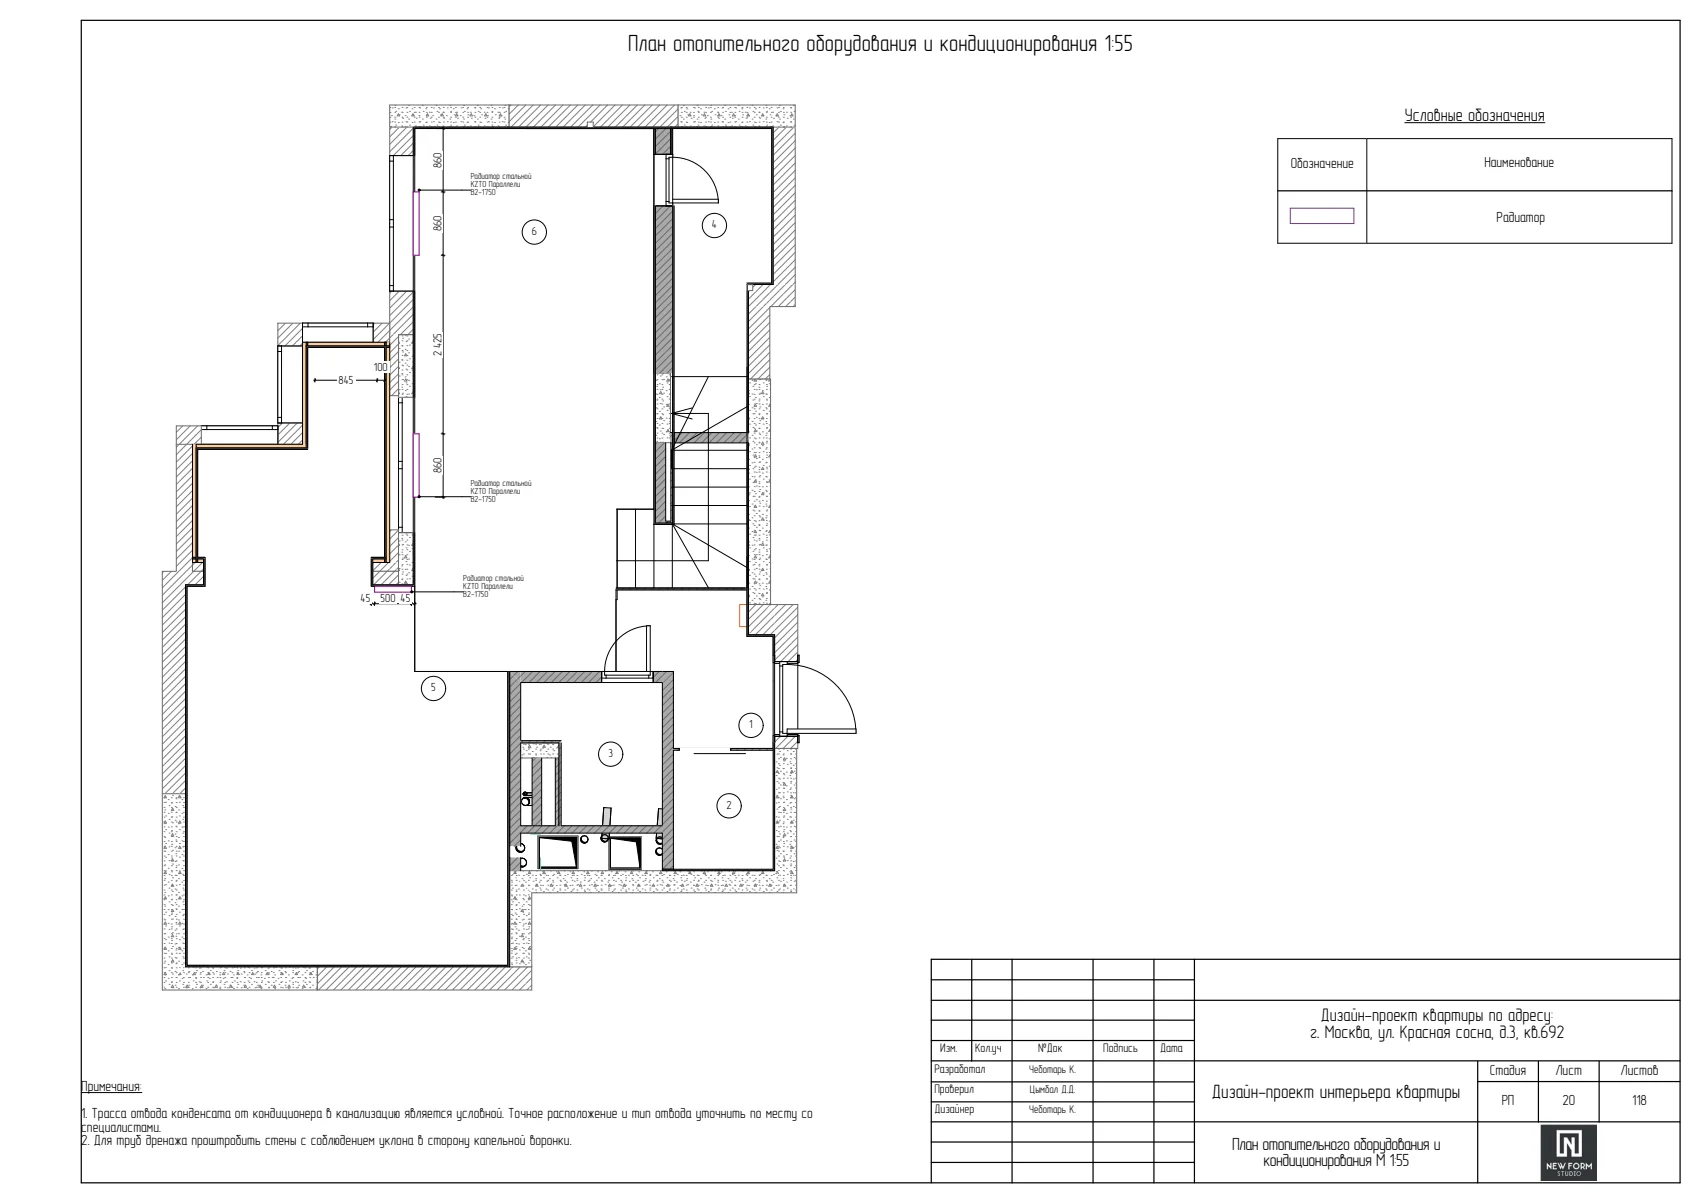 План отопительного оборудования и кондиционирования 1:55
Условные обозначения
Обозначение
Наименование
Радиатор
860
Радиатор стальной
KZTO Параллели
В2-1750
860
6
4
2 425
100
845
860
Радиатор стальной
KZTO Параллели
В2-1750
Радиатор стальной
KZTO Параллели
В2-1750
45
500
45
5
1
3
2
Изм.
Кол.уч
№Док
Подпись
Дата
Разработал
Чеботарь К.
Проверил
Цымбал Д.Д.
Дизайнер
Чеботарь К.
Дизайн-проект квартиры по адресу:
г. Москва, ул. Красная сосна, д.3, кв.692
Дизайн-проект интерьера квартиры
Стадия
Лист
Листов
РП
20
118
План отопительного оборудования и
кондиционирования М 1:55
NEW FORM
STUDIO
Примечания:
1. Трасса отвода конденсата от кондиционера в канализацию является условной. Точное расположение и тип отвода уточнить по месту со
специалистами.
2. Для труб дренажа проштробить стены с соблюдением уклона в сторону капельной воронки.